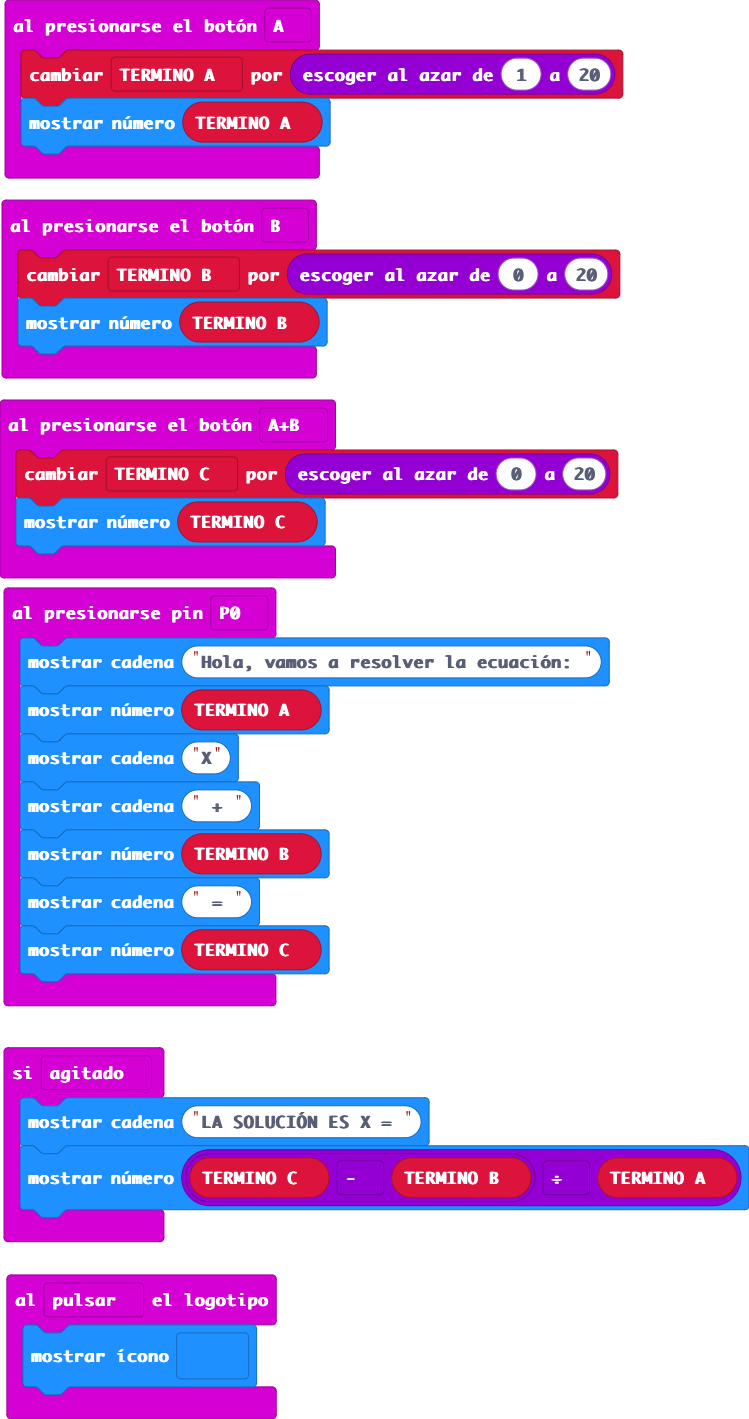 al presionarse el botón A
cambiar TERMINO A por escoger al azar de 1 a 20
mostrar número TERMINO A
al presionarse el botón B
cambiar TERMINO B por escoger al azar de 0 a 20
mostrar número TERMINO B
al presionarse el botón A+B
cambiar TERMINO C por escoger al azar de 0 a 20
mostrar número TERMINO C
al presionarse pin P0
mostrar cadena "Hola, vamos a resolver la ecuación: "
mostrar número TERMINO A
mostrar cadena "X"
mostrar cadena " + "
mostrar número TERMINO B
mostrar cadena " = "
mostrar número TERMINO C
si agitado
mostrar cadena "LA SOLUCIÓN ES X = "
mostrar número TERMINO C - TERMINO B ÷ TERMINO A
al pulsar el logotipo
mostrar ícono